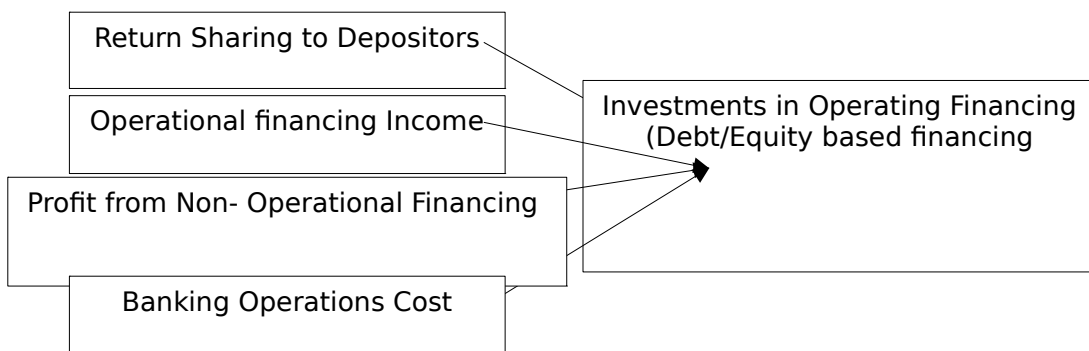 Return Sharing to Depositors
Operational financing Income
Profit from Non- Operational Financing
Banking Operations Cost
Investments in Operating Financing
(Debt/Equity based financing